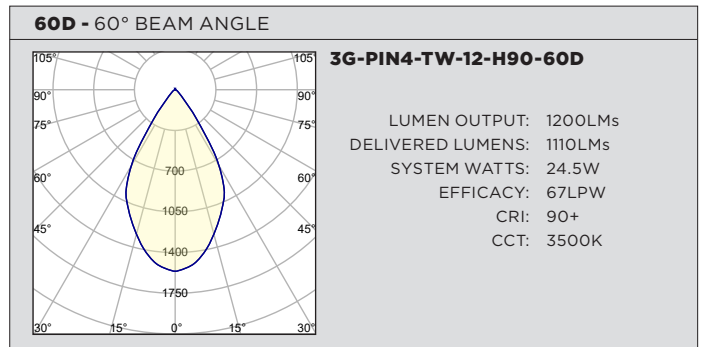 60D - 60° BEAM ANGLE
3G-PIN4-TW-12-H90-60D
105° 105°
90° 90°
75° 75°
60° 60°
45° 45°
30° 15° 0° 15° 30°
700
1050
1400
1750
LUMEN OUTPUT: 1200LMs
DELIVERED LUMENS: 1110LMs
SYSTEM WATTS: 24.5W
EFFICACY: 67LPW
CRI: 90+
CCT: 3500K